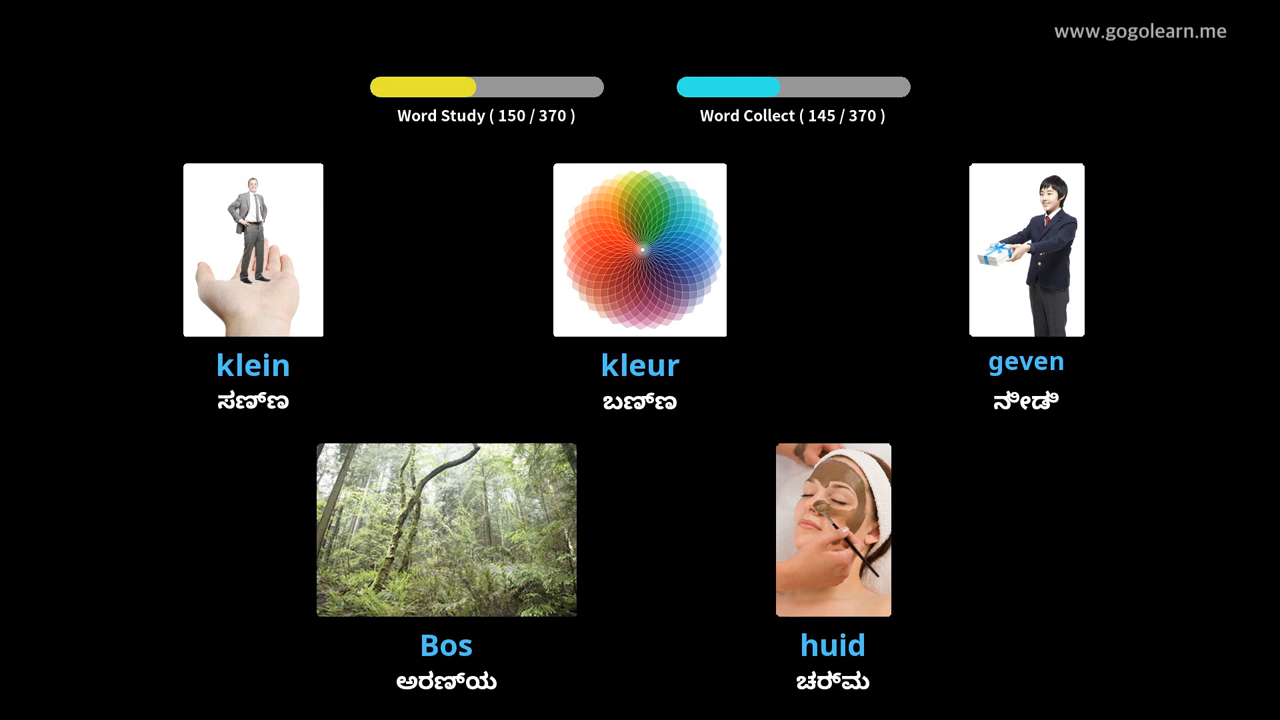 www.gogolearn.me
Word Study ( 150 / 370 )
Word Collect ( 145 / 370 )
klein
ಸಣ್‌ಣ
kleur
ಬಣ್‌ಣ
geven
ನೀಡಿ
Bos
ಅರಣ್‌ಯ
huid
ಚರ್‌ಮ